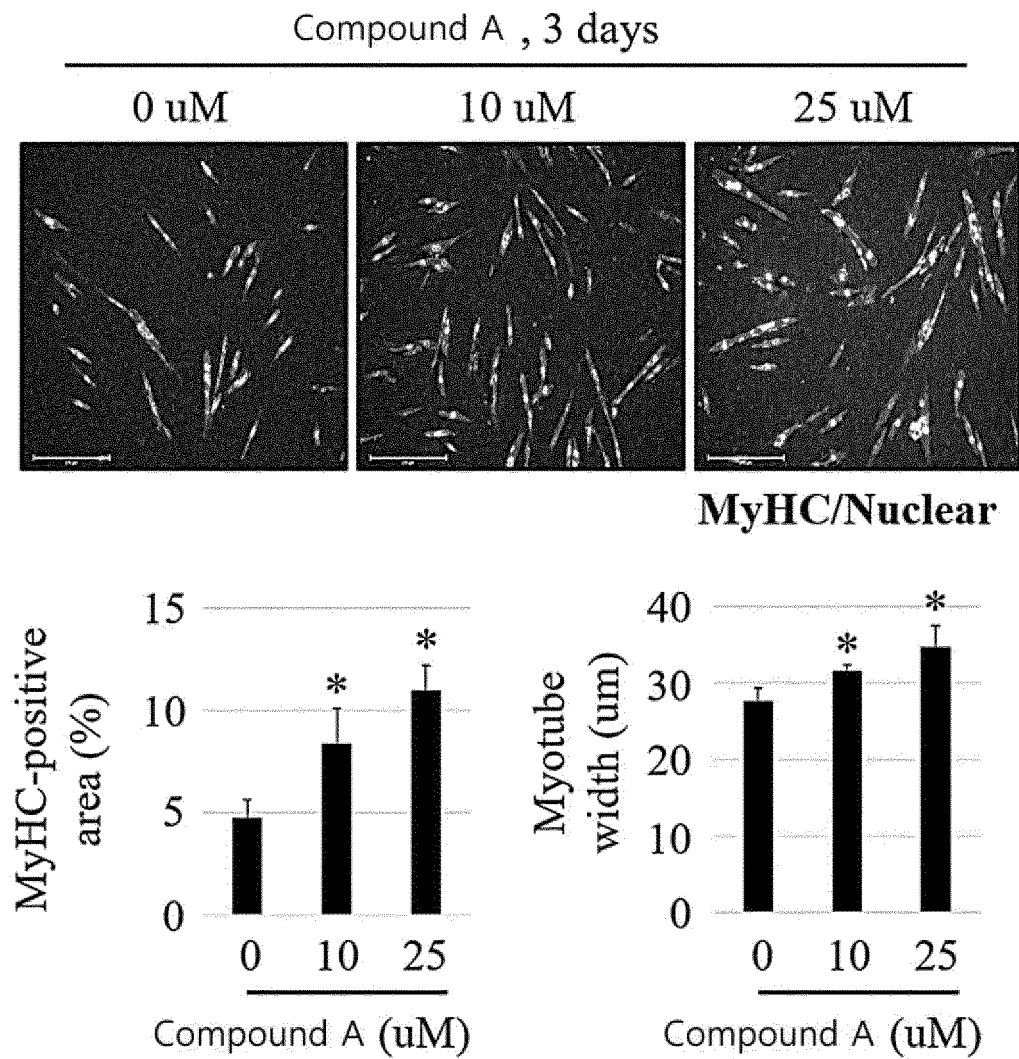 Compound A , 3 days
0 uM
10 uM
25 uM
MyHC/Nuclear
MyHC-positive
area (%)
15
10
5
0
*
*
0
10
25
Compound A (uM)
Myotube
width (um)
40
30
20
10
0
*
*
0
10
25
Compound A (uM)